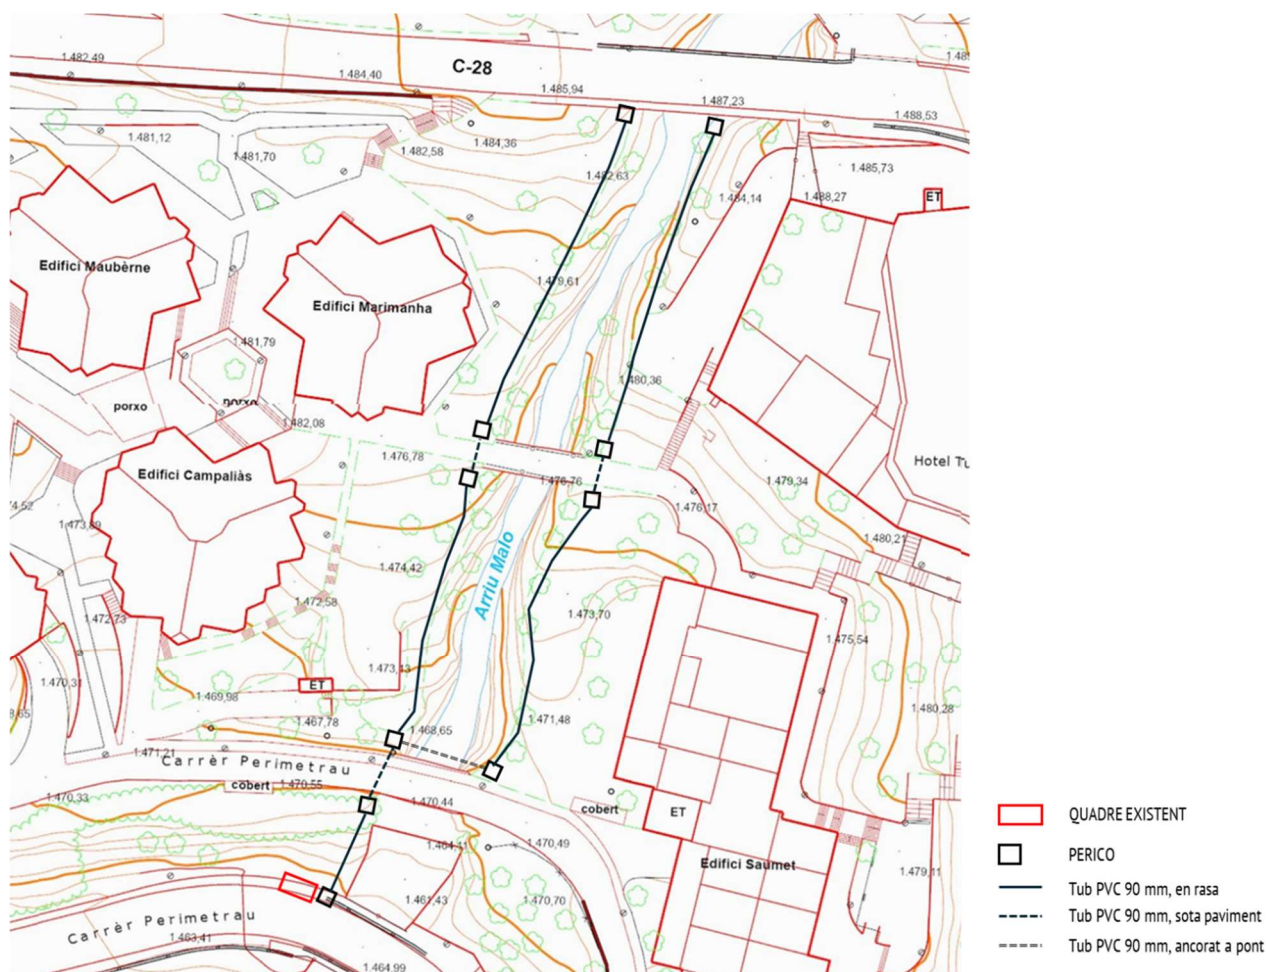 1.482,49
C-28
1.484,40
1.485,94
1.487,23
1.488,53
1.481,12
1.484,36
1.482,58
1.481,70
1.482,63
1.485,73
1.484,14
1.488,27
ET
Edifici Maubèrne
1.479,61
Edifici Marimanha
1.481,79
1.480,36
porxo
porxo
1.482,08
1.476,78
Hotel Tu
Edifici Campaliàs
1.476,76
1.479,34
1.476,17
1.473,89
1.480,21
Arriu Malo
1.474,42
1.472,58
1.473,70
1.472,73
1.475,54
1.473,13
1.470,31
ET
1.469,98
1.480,28
1.467,78
1.468,65
1.471,48
1.471,21
Carrèr Perimetrau
cobert
1.470,55
1.470,33
1.470,44
cobert
ET
QUADRE EXISTENT
1.464,41
1.470,49
PERICO
Edifici Saumet
1.479,11
Tub PVC 90 mm, en rasa
1.461,43
1.470,70
Tub PVC 90 mm, sota paviment
Carrèr Perimetrau
1.463,41
Tub PVC 90 mm, ancorat a pont
1.464,99